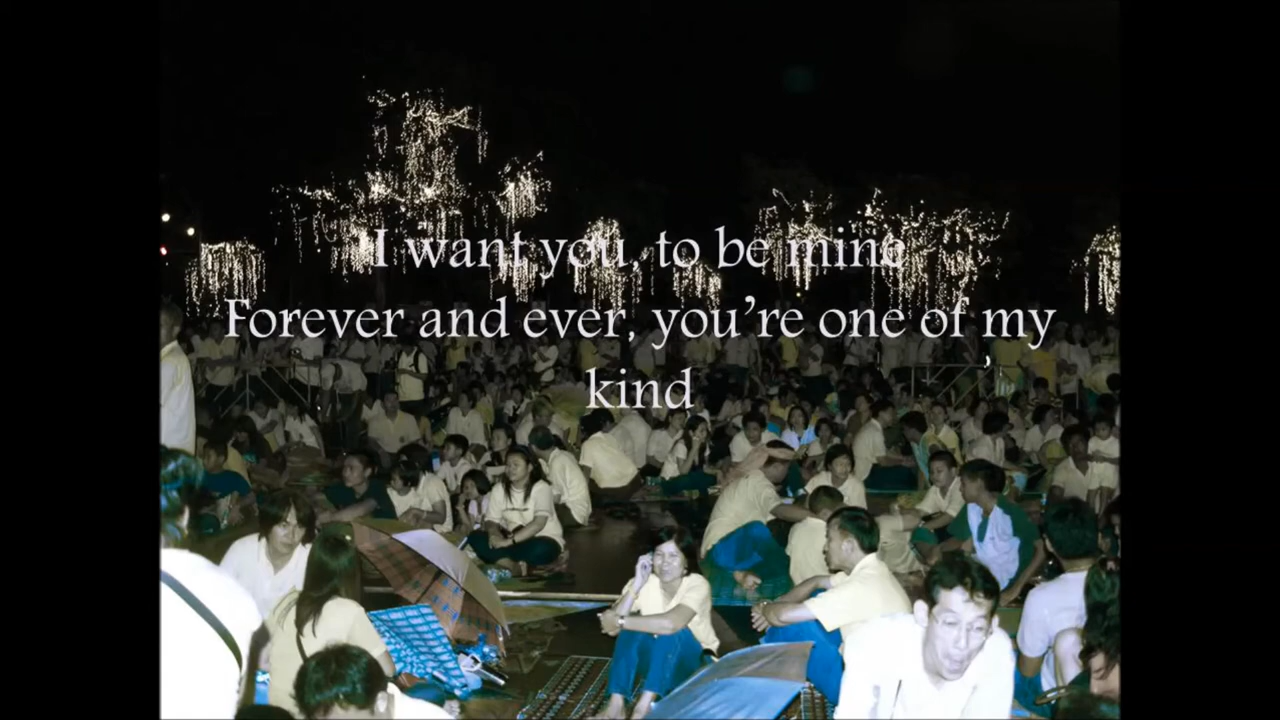 I want you, to be mine
Forever and ever, you’re one of my
kind